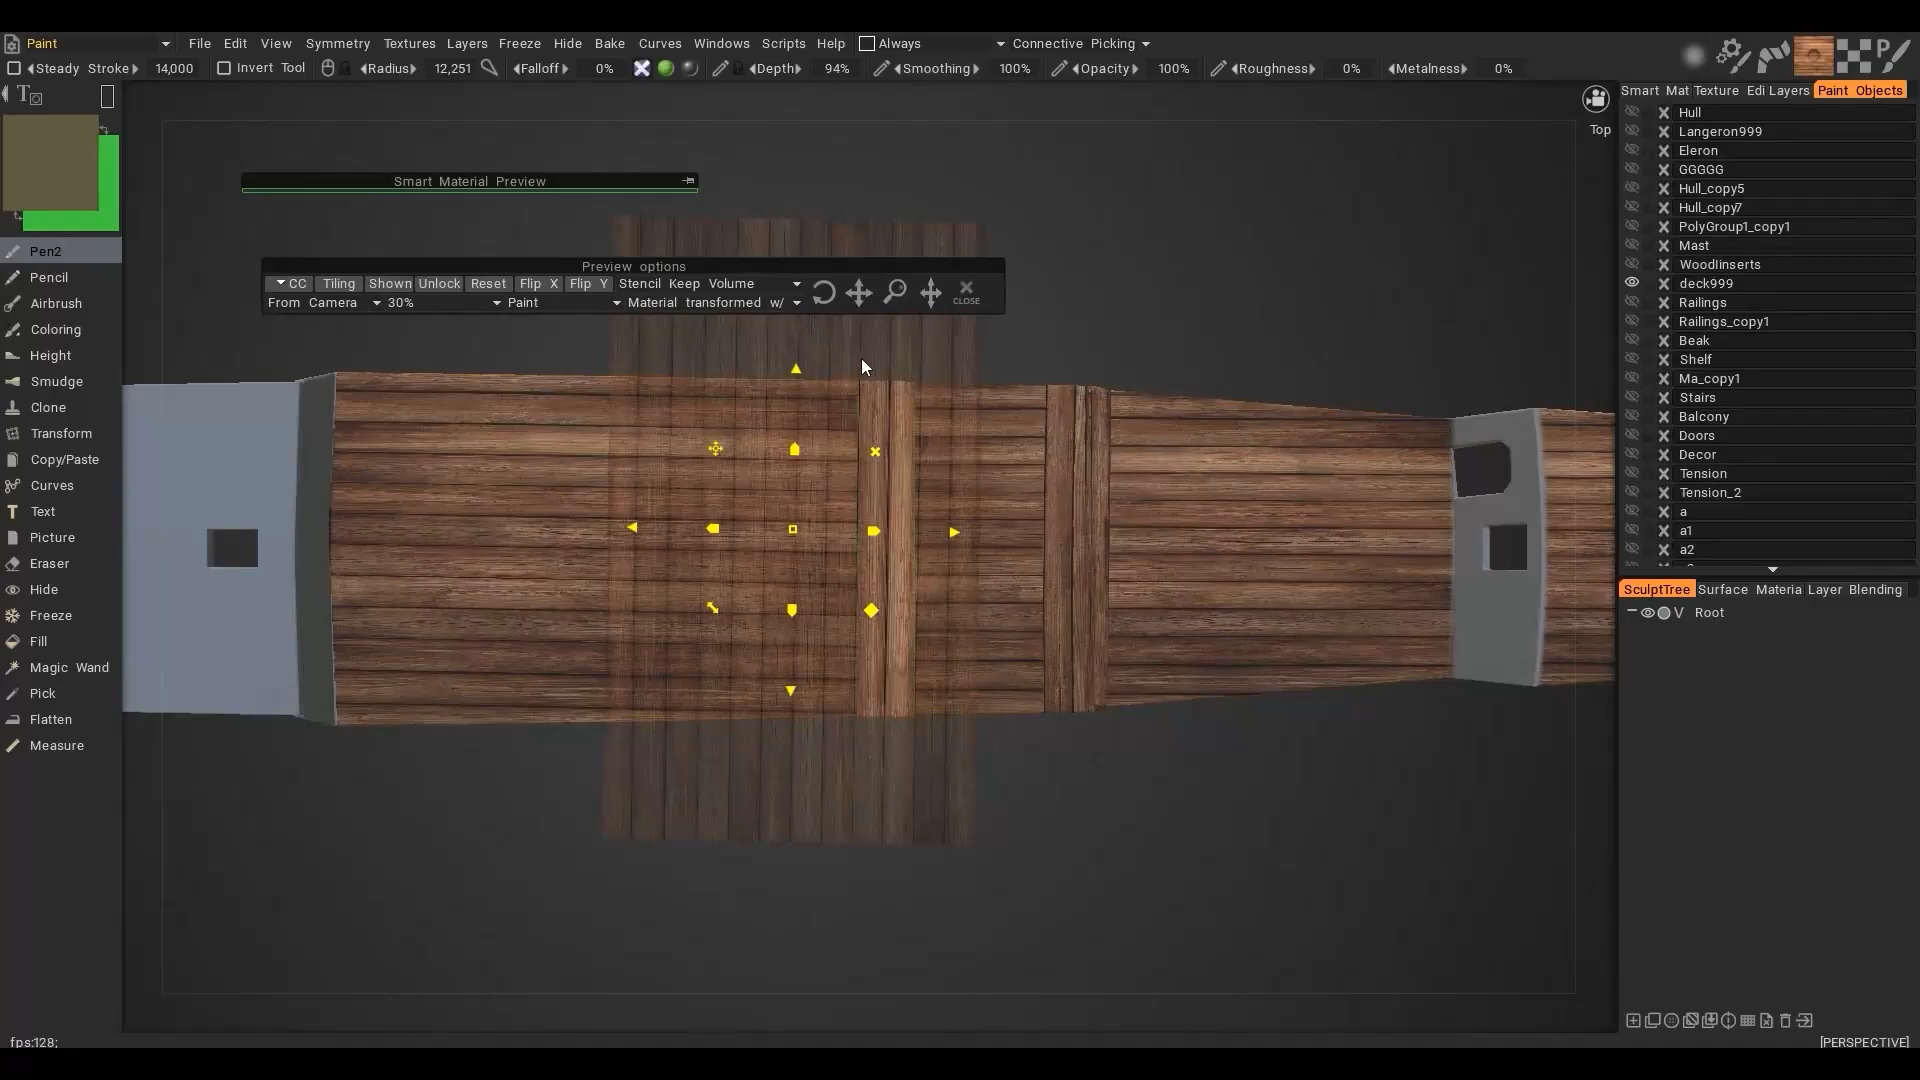 Paint File Edit View Symmetry Textures Layers Freeze Hide Bake Curves Windows Scripts Help Always Connective Picking
Steady Stroke 14,000 Invert Tool Radius 12,251 Falloff 0% Depth 94% Smoothing 100% Opacity 100% Roughness 0% Metalness 0%
Smart Mat Texture Edi Layers Paint Objects
Top
Hull
Langeron999
Eleron
GGGGG
Hull_copy5
Hull_copy7
PolyGroup1_copy1
Mast
WoodInserts
deck999
Railings
Railings_copy1
Beak
Shelf
Ma_copy1
Stairs
Balcony
Doors
Decor
Tension
Tension_2
a
a1
a2
SculptTree Surface Materia Layer Blending
V Root
Smart Material Preview
Preview options
CC Tiling Shown Unlock Reset Flip X Flip Y Stencil Keep Volume
From Camera 30% Paint Material transformed w/
CLOSE
Pen2
Pencil
Airbrush
Coloring
Height
Smudge
Clone
Transform
Copy/Paste
Curves
Text
Picture
Eraser
Hide
Freeze
Fill
Magic Wand
Pick
Flatten
Measure
fps:128;
[PERSPECTIVE]